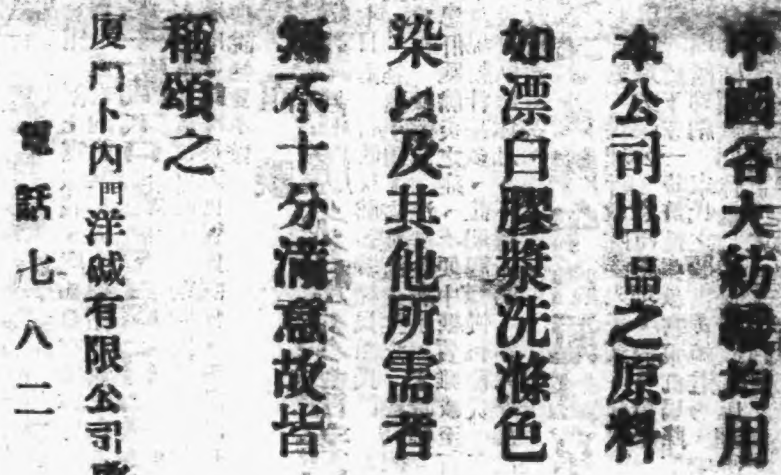 中國各大紡織均用
本公司出品之原料
如漂白膠漿洗滌色
染以及其他所需者
無不十分滿意故皆
稱頌之
廈門卜內門洋碱有限公司
電話七八二